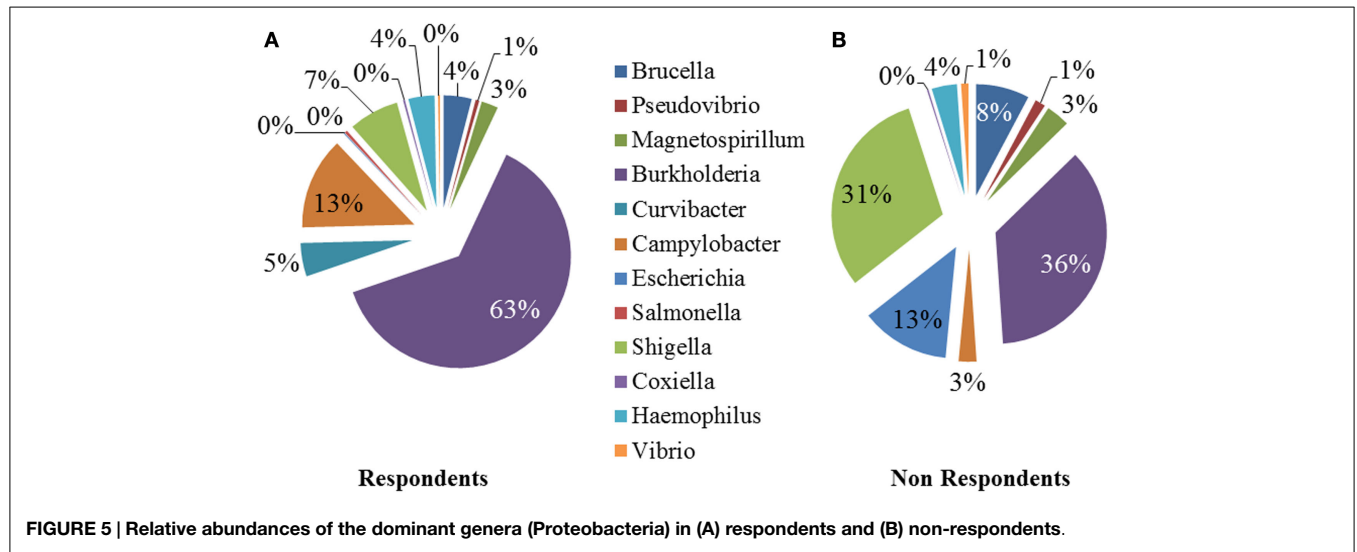 A
0%
4%
1%
0%
4%
3%
7%
0%
0%
13%
5%
63%
Respondents
Brucella
Pseudovibrio
Magnetospirillum
Burkholderia
Curvibacter
Campylobacter
Escherichia
Salmonella
Shigella
Coxiella
Haemophilus
Vibrio
B
1%
4%
0%
1%
8%
3%
31%
36%
13%
3%
Non Respondents
FIGURE 5 | Relative abundances of the dominant genera (Proteobacteria) in (A) respondents and (B) non-respondents.